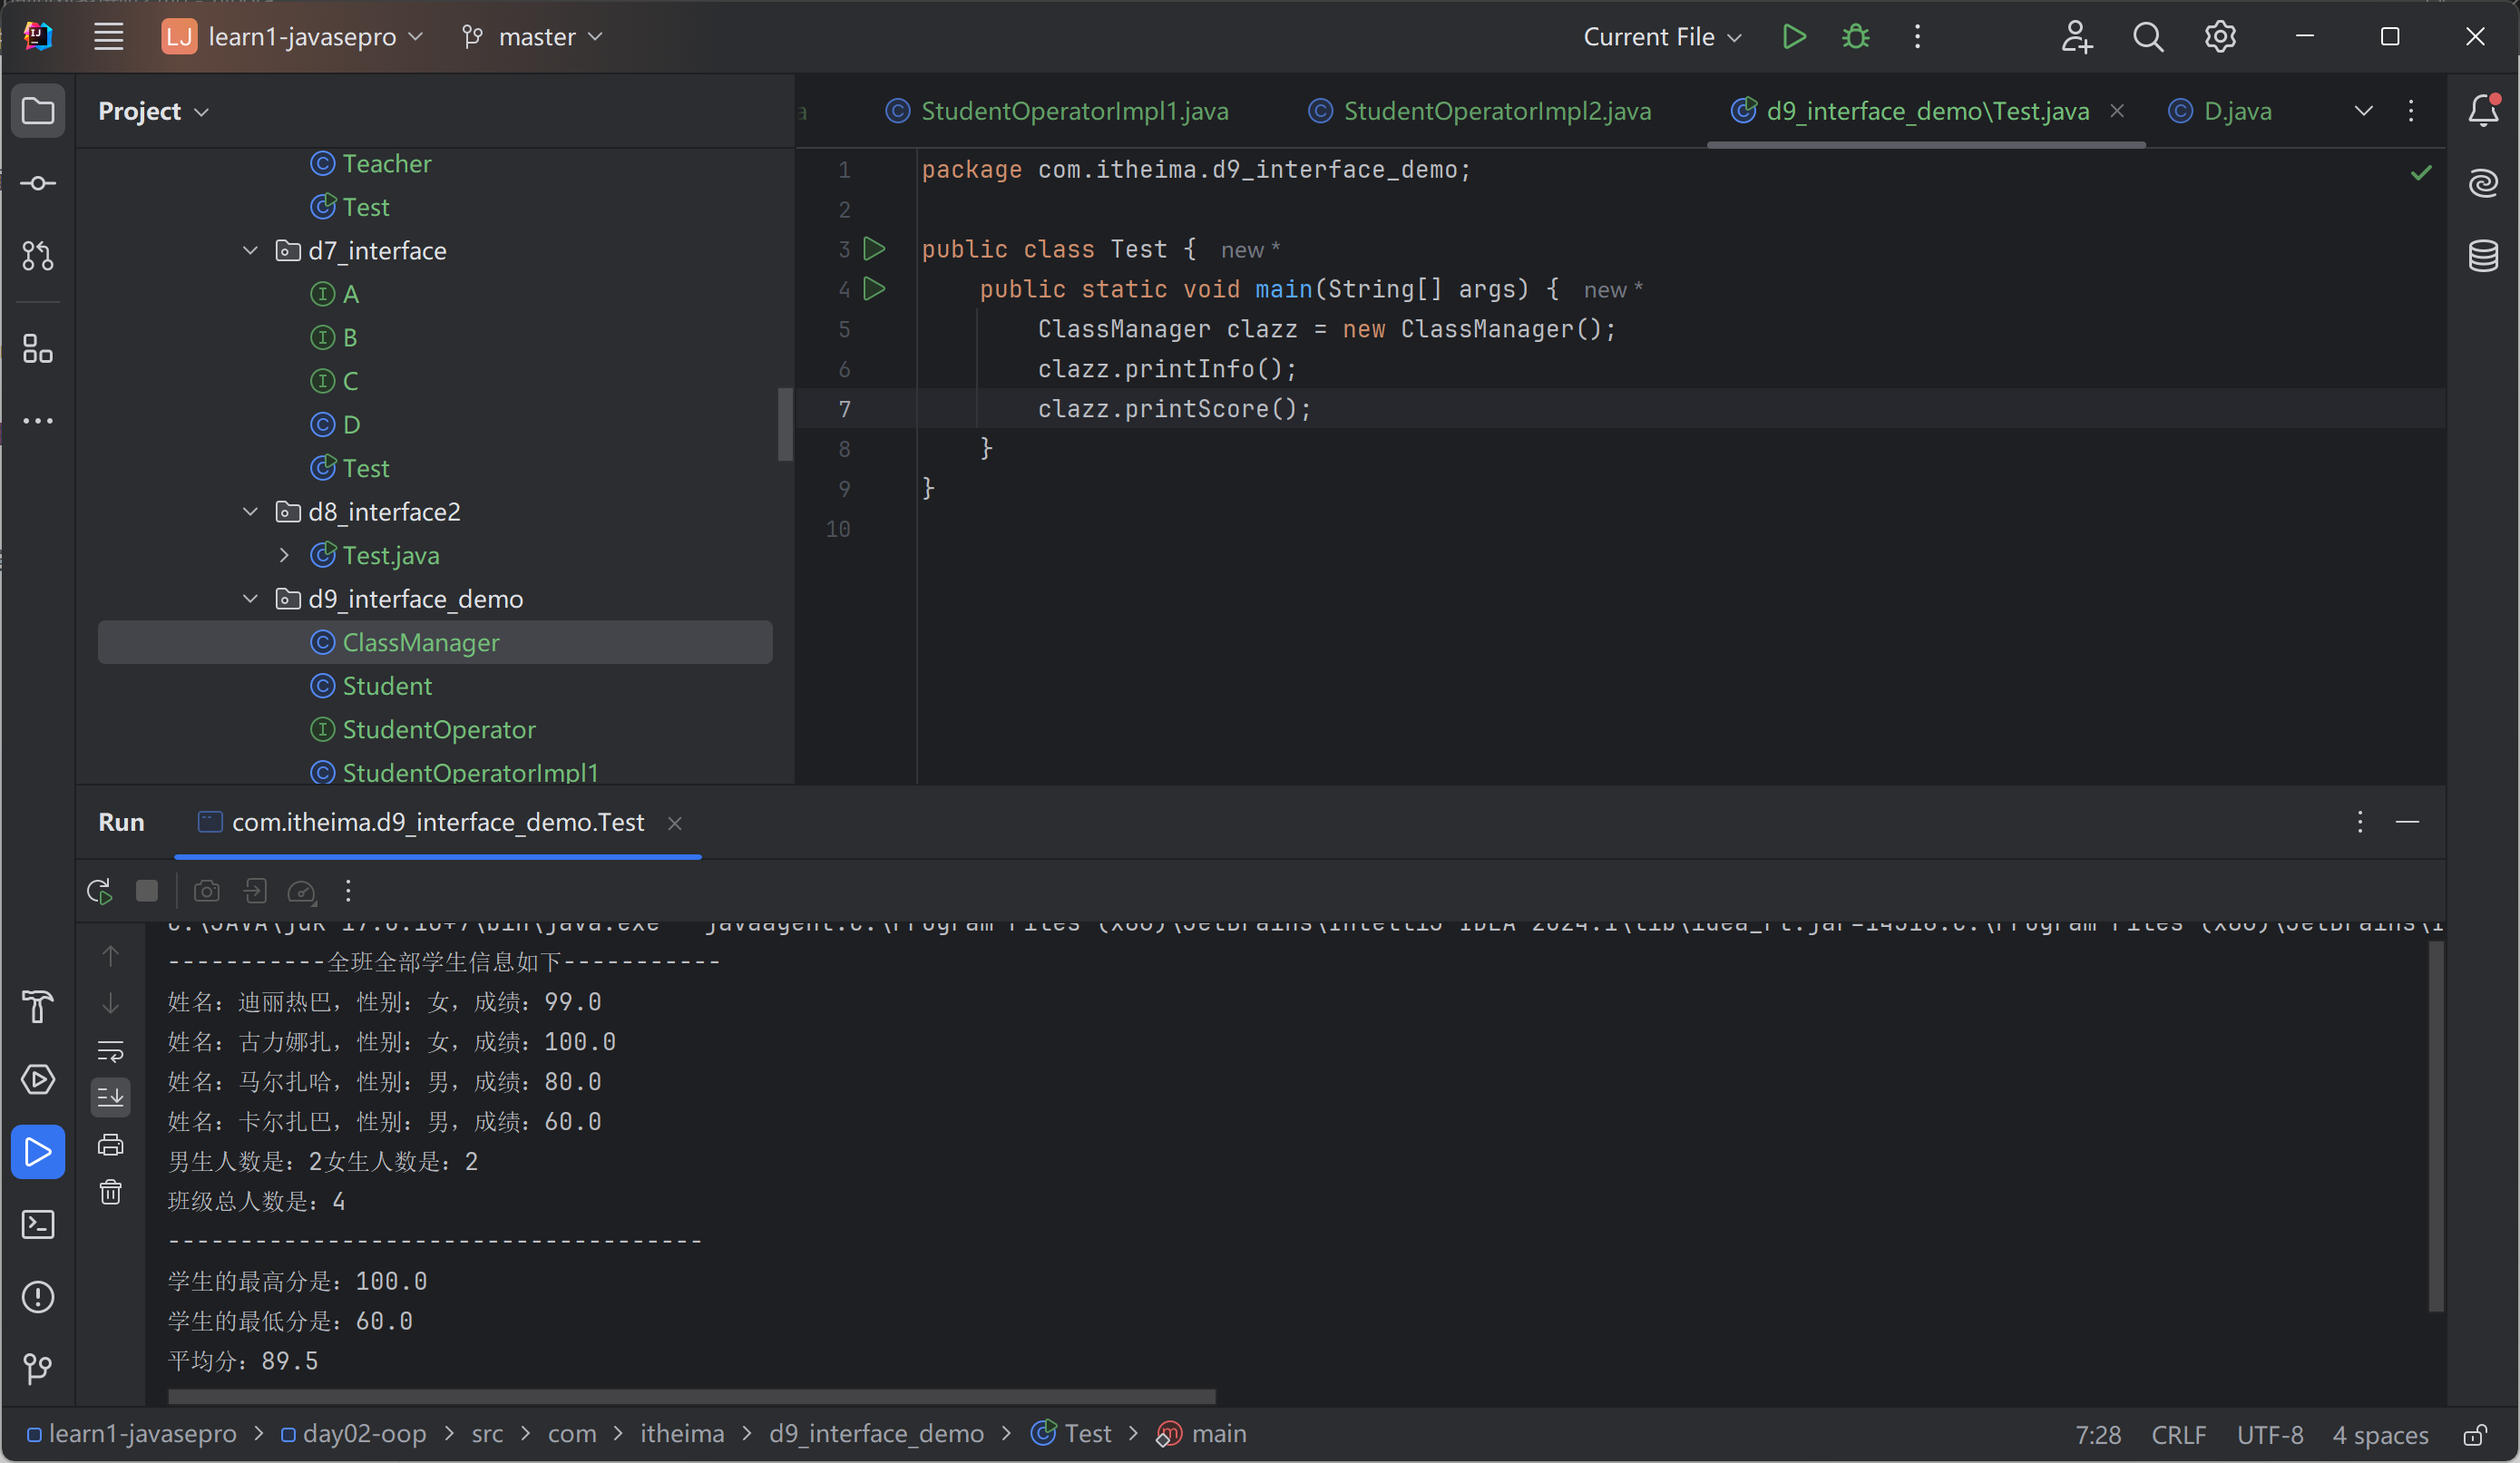 LJ learn1-javasepro master Current File
Project
StudentOperatorImpl1.java StudentOperatorImpl2.java d9_interface_demo\Test.java D.java
Teacher
Test
d7_interface
A
B
C
D
Test
d8_interface2
Test.java
d9_interface_demo
ClassManager
Student
StudentOperator
StudentOperatorImpl1
1 package com.itheima.d9_interface_demo;
2
3 public class Test { new *
4 public static void main(String[] args) { new *
5 ClassManager clazz = new ClassManager();
6 clazz.printInfo();
7 clazz.printScore();
8 }
9 }
10
Run com.itheima.d9_interface_demo.Test
-----------全班全部学生信息如下-----------
姓名：迪丽热巴，性别：女，成绩：99.0
姓名：古力娜扎，性别：女，成绩：100.0
姓名：马尔扎哈，性别：男，成绩：80.0
姓名：卡尔扎巴，性别：男，成绩：60.0
男生人数是：2女生人数是：2
班级总人数是：4
-------------------------------------
学生的最高分是：100.0
学生的最低分是：60.0
平均分：89.5
learn1-javasepro > day02-oop > src > com > itheima > d9_interface_demo > Test > main 7:28 CRLF UTF-8 4 spaces